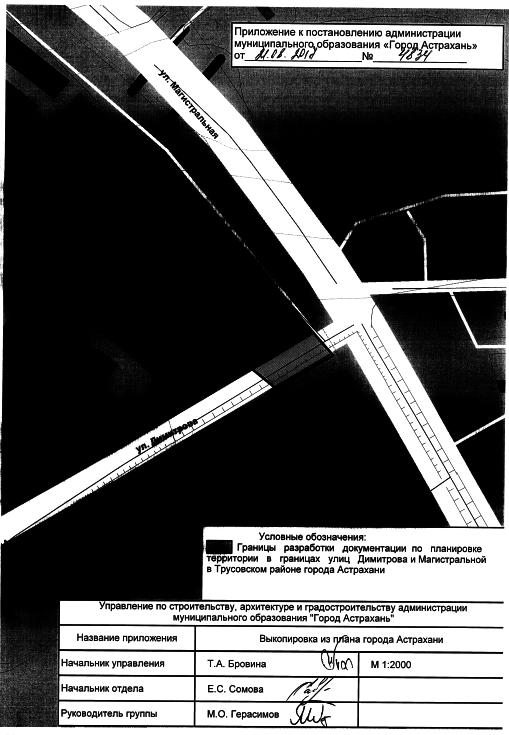 Приложение к постановлению администрации
муниципального образования «Город Астрахань»
от 21.08.2018 № 4834
ул. Магистральная
ул. Димитрова
Условные обозначения:
Границы разработки документации по планировке
территории в границах улиц Димитрова и Магистральной
в Трусовском районе города Астрахани
Управление по строительству, архитектуре и градостроительству администрации
муниципального образования "Город Астрахань"
Название приложения Выкопировка из плана города Астрахани
Начальник управления Т.А. Бровина М 1:2000
Начальник отдела Е.С. Сомова
Руководитель группы М.О. Герасимов